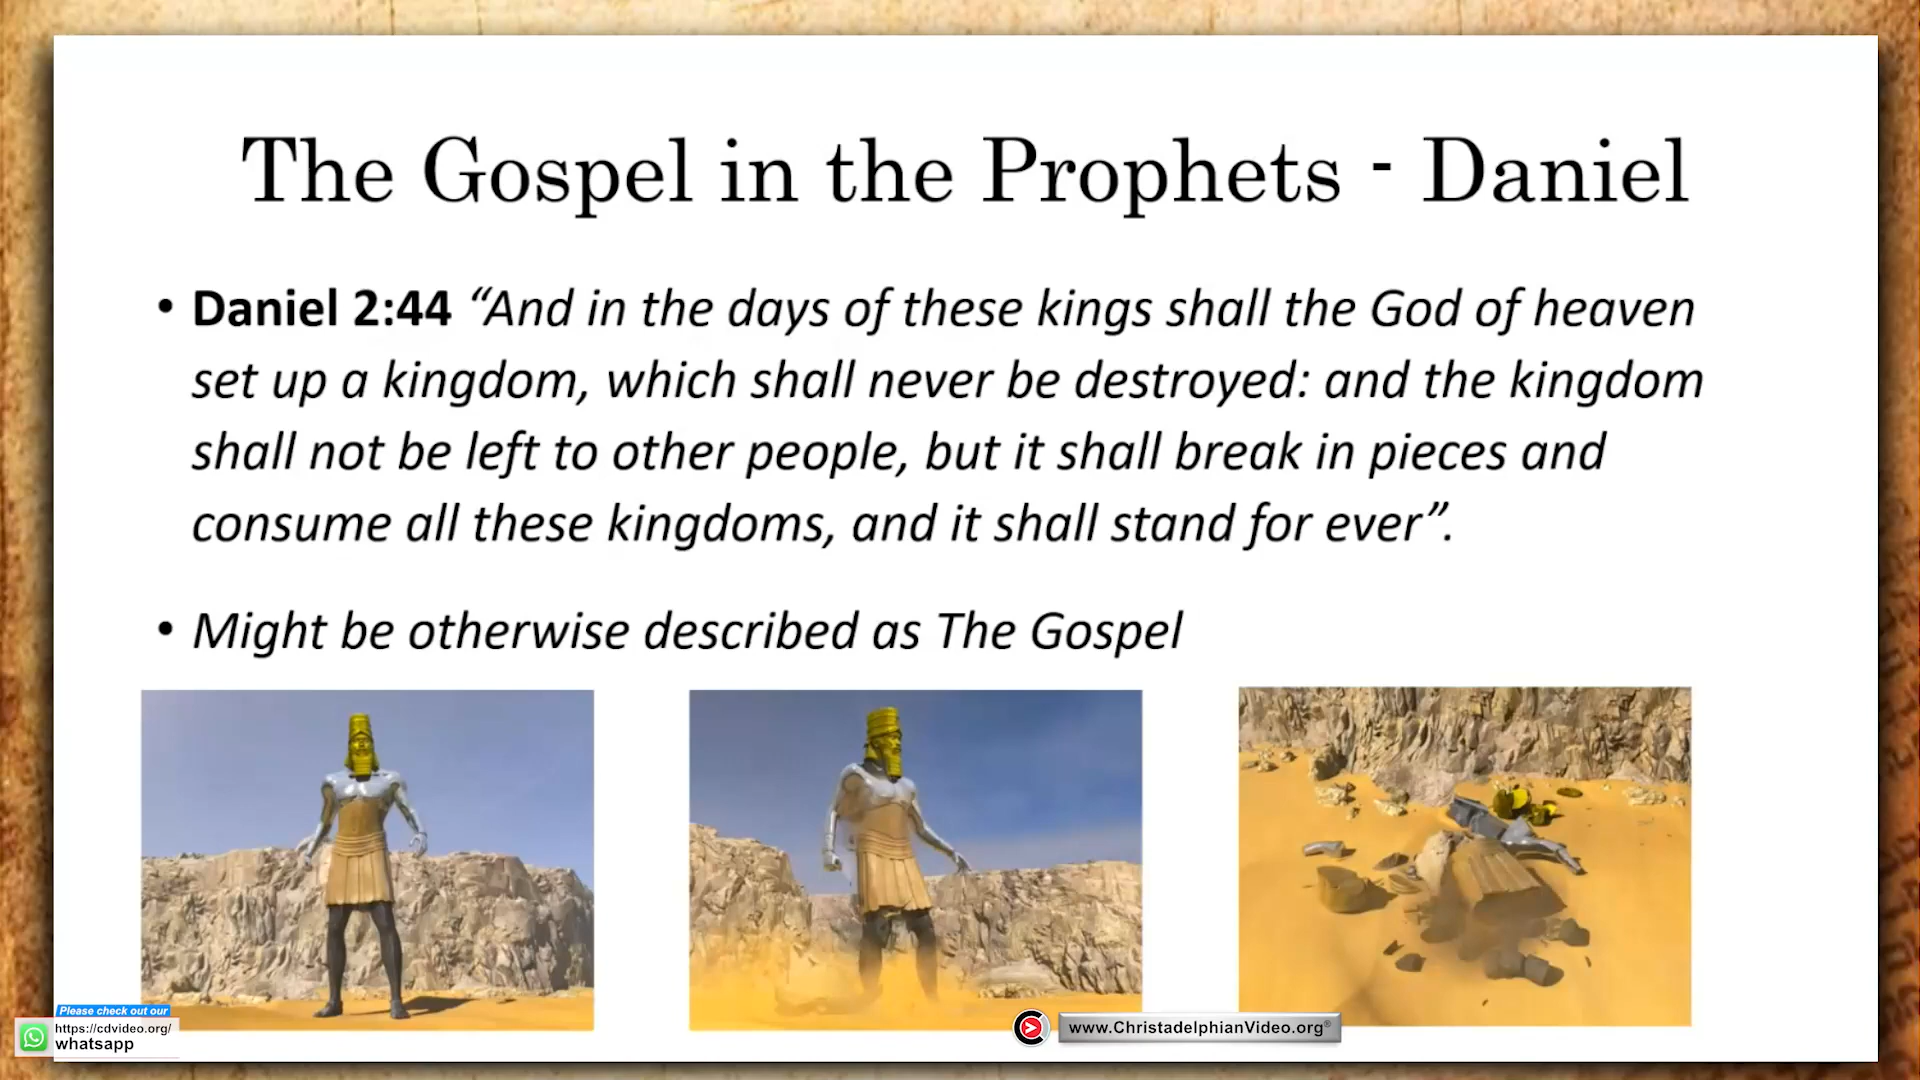 The Gospel in the Prophets - Daniel
• Daniel 2:44 “And in the days of these kings shall the God of heaven
set up a kingdom, which shall never be destroyed: and the kingdom
shall not be left to other people, but it shall break in pieces and
consume all these kingdoms, and it shall stand for ever”.
• Might be otherwise described as The Gospel
Please check out our
https://cdvideo.org/
whatsapp
www.ChristadelphianVideo.org®